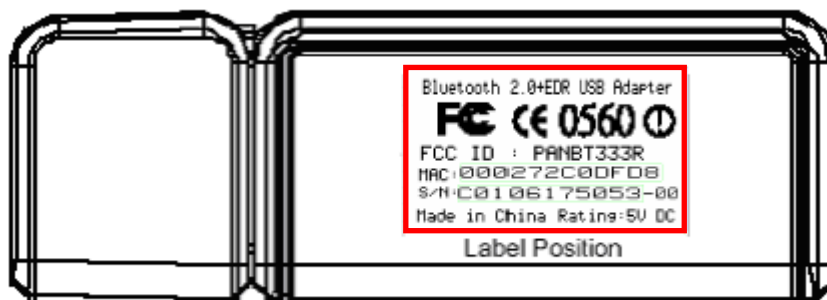 Bluetooth 2.0+EDR USB Adapter
FC CE 0560
FCC ID : PANBT333R
MAC:000272C0DFD8
S/N:C0106175053-00
Made in China Rating:5V DC
Label Position